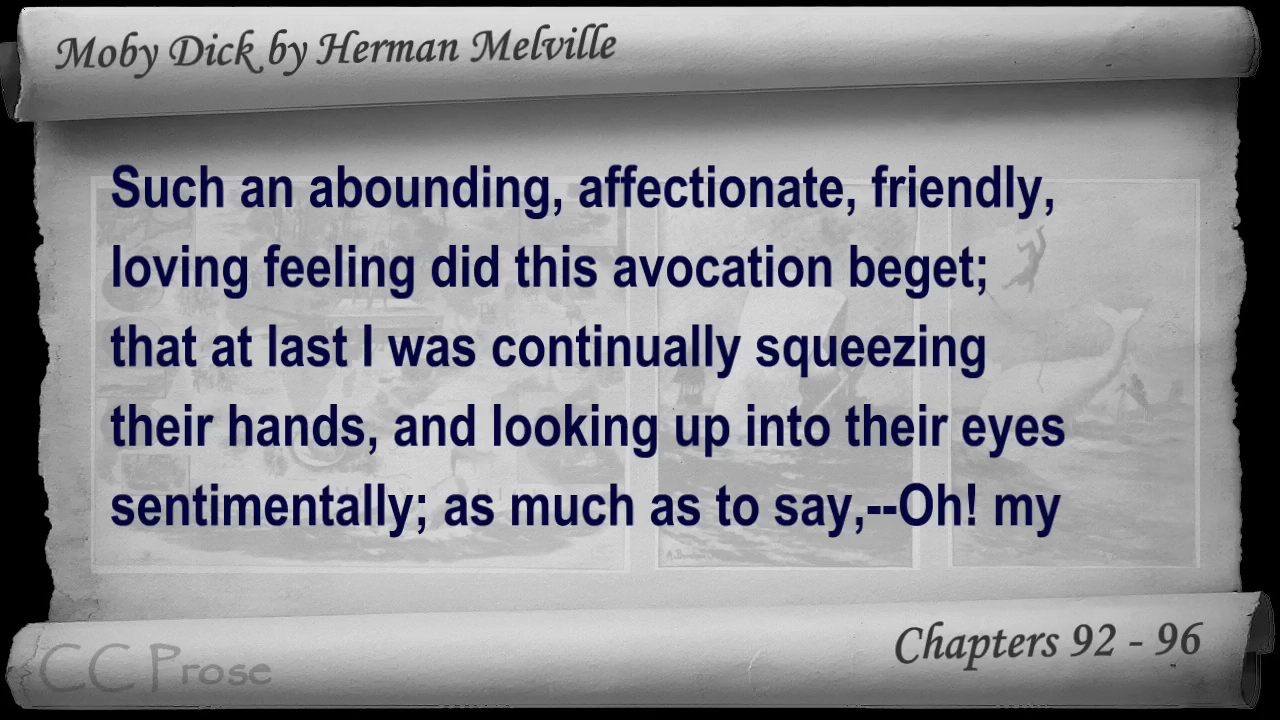 Moby Dick by Herman Melville
Such an abounding, affectionate, friendly,
loving feeling did this avocation beget;
that at last I was continually squeezing
their hands, and looking up into their eyes
sentimentally; as much as to say,--Oh! my
Chapters 92 - 96
CC Prose